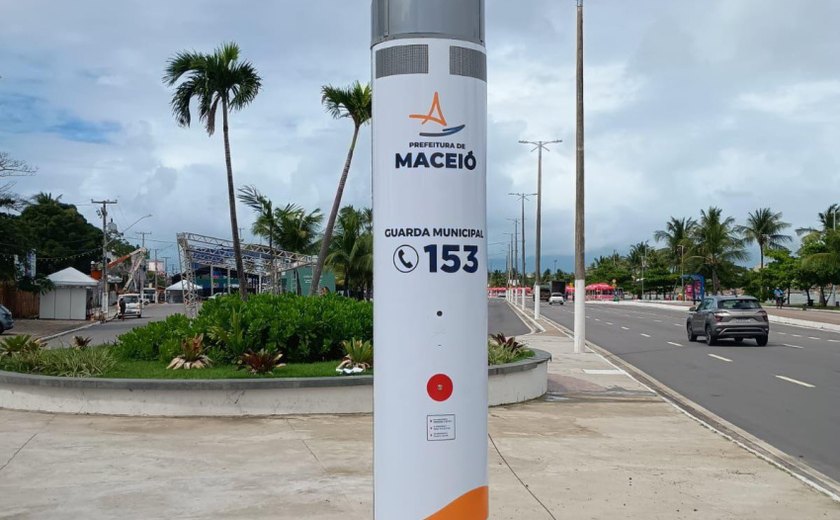 PREFEITURA DE
MACEIÓ
GUARDA MUNICIPAL
153